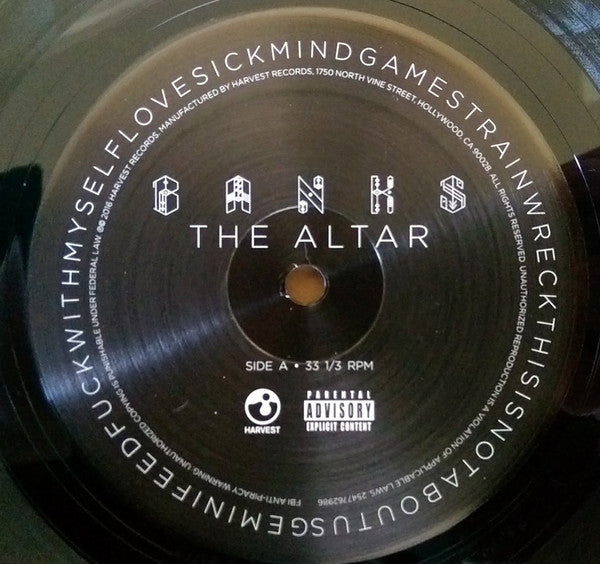 GEMINIFEEDFUCKWITHMYSELFLOVESICKMINDGAMESTRAINWRECKTHISISNOTABOUTUS
FBI ANTI-PIRACY WARNING: UNAUTHORIZED COPYING IS PUNISHABLE UNDER FEDERAL LAW. ℗© 2016 HARVEST RECORDS. MANUFACTURED BY HARVEST RECORDS, 1750 NORTH VINE STREET, HOLLYWOOD, CA 90028. ALL RIGHTS RESERVED. UNAUTHORIZED REPRODUCTION IS A VIOLATION OF APPLICABLE LAWS. 2547762986
BANKS
THE ALTAR
SIDE A • 33 1/3 RPM
HARVEST
PARENTAL
ADVISORY
EXPLICIT CONTENT